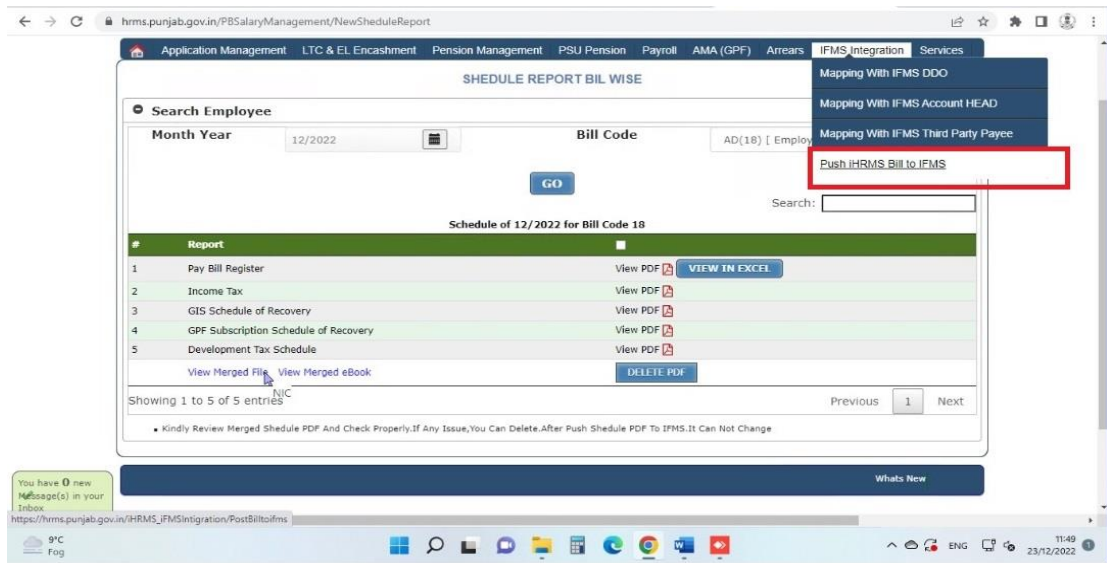 hrms.punjab.gov.in/PBSalaryManagement/NewSheduleReport
Application Management LTC & EL Encashment Pension Management PSU Pension Payroll AMA (GPF) Arrears IFMS_Integration Services
SHEDULE REPORT BIL WISE
Mapping With IFMS DDO
Mapping With IFMS Account HEAD
Mapping With IFMS Third Party Payee
Push iHRMS Bill to IFMS
Search Employee
Month Year 12/2022 Bill Code AD(18) [ Employ
GO
Search:
Schedule of 12/2022 for Bill Code 18
# Report
1 Pay Bill Register View PDF VIEW IN EXCEL
2 Income Tax View PDF
3 GIS Schedule of Recovery View PDF
4 GPF Subscription Schedule of Recovery View PDF
5 Development Tax Schedule View PDF
View Merged File View Merged eBook DELETE PDF
NIC
Showing 1 to 5 of 5 entries Previous 1 Next
Kindly Review Merged Shedule PDF And Check Properly.If Any Issue,You Can Delete.After Push Shedule PDF To IFMS.It Can Not Change
Whats New
You have 0 new
Message(s) in your
Inbox
https://hrms.punjab.gov.in/iHRMS_iFMSIntigration/PostBilltoifms
9°C
Fog
ENG
11:49
23/12/2022
1